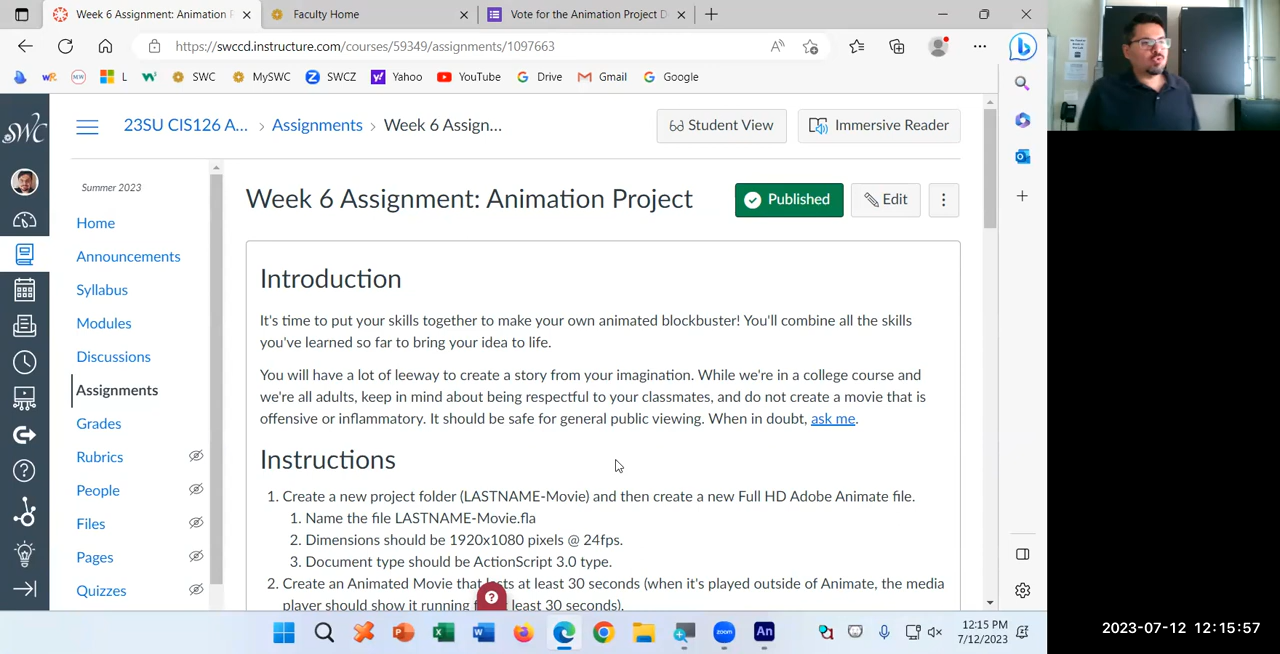 Week 6 Assignment: Animation P
Faculty Home
Vote for the Animation Project D
https://swccd.instructure.com/courses/59349/assignments/1097663
L
SWC
MySWC
SWCZ
Yahoo
YouTube
Drive
Gmail
Google
SWC
23SU CIS126 A...
Assignments
Week 6 Assign...
Student View
Immersive Reader
Summer 2023
Home
Announcements
Syllabus
Modules
Discussions
Assignments
Grades
Rubrics
People
Files
Pages
Quizzes
Week 6 Assignment: Animation Project
Published
Edit
Introduction
It's time to put your skills together to make your own animated blockbuster! You'll combine all the skills
you've learned so far to bring your idea to life.
You will have a lot of leeway to create a story from your imagination. While we're in a college course and
we're all adults, keep in mind about being respectful to your classmates, and do not create a movie that is
offensive or inflammatory. It should be safe for general public viewing. When in doubt, ask me.
Instructions
1. Create a new project folder (LASTNAME-Movie) and then create a new Full HD Adobe Animate file.
1. Name the file LASTNAME-Movie.fla
2. Dimensions should be 1920x1080 pixels @ 24fps.
3. Document type should be ActionScript 3.0 type.
2. Create an Animated Movie that lasts at least 30 seconds (when it's played outside of Animate, the media
player should show it running least 30 seconds).
12:15 PM
7/12/2023
2023-07-12 12:15:57